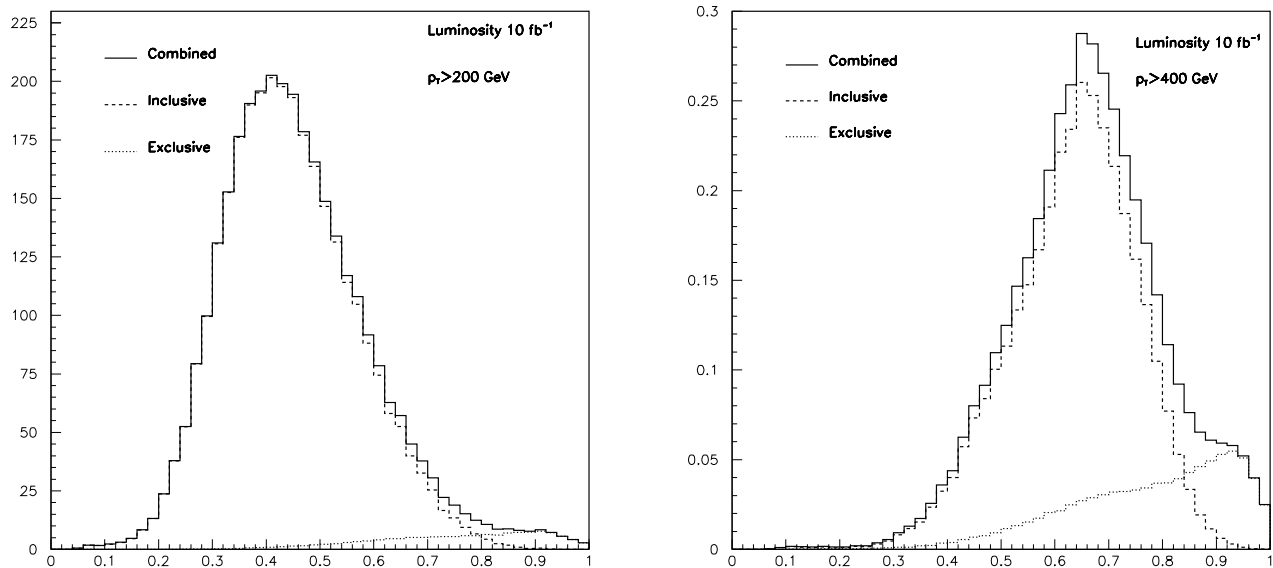 225
200
175
150
125
100
75
50
25
0
Luminosity 10 fb⁻¹
Combined
p_T>200 GeV
Inclusive
Exclusive
0 0.1 0.2 0.3 0.4 0.5 0.6 0.7 0.8 0.9 1
0.3
0.25
0.2
0.15
0.1
0.05
0
Luminosity 10 fb⁻¹
Combined
p_T>400 GeV
Inclusive
Exclusive
0 0.1 0.2 0.3 0.4 0.5 0.6 0.7 0.8 0.9 1